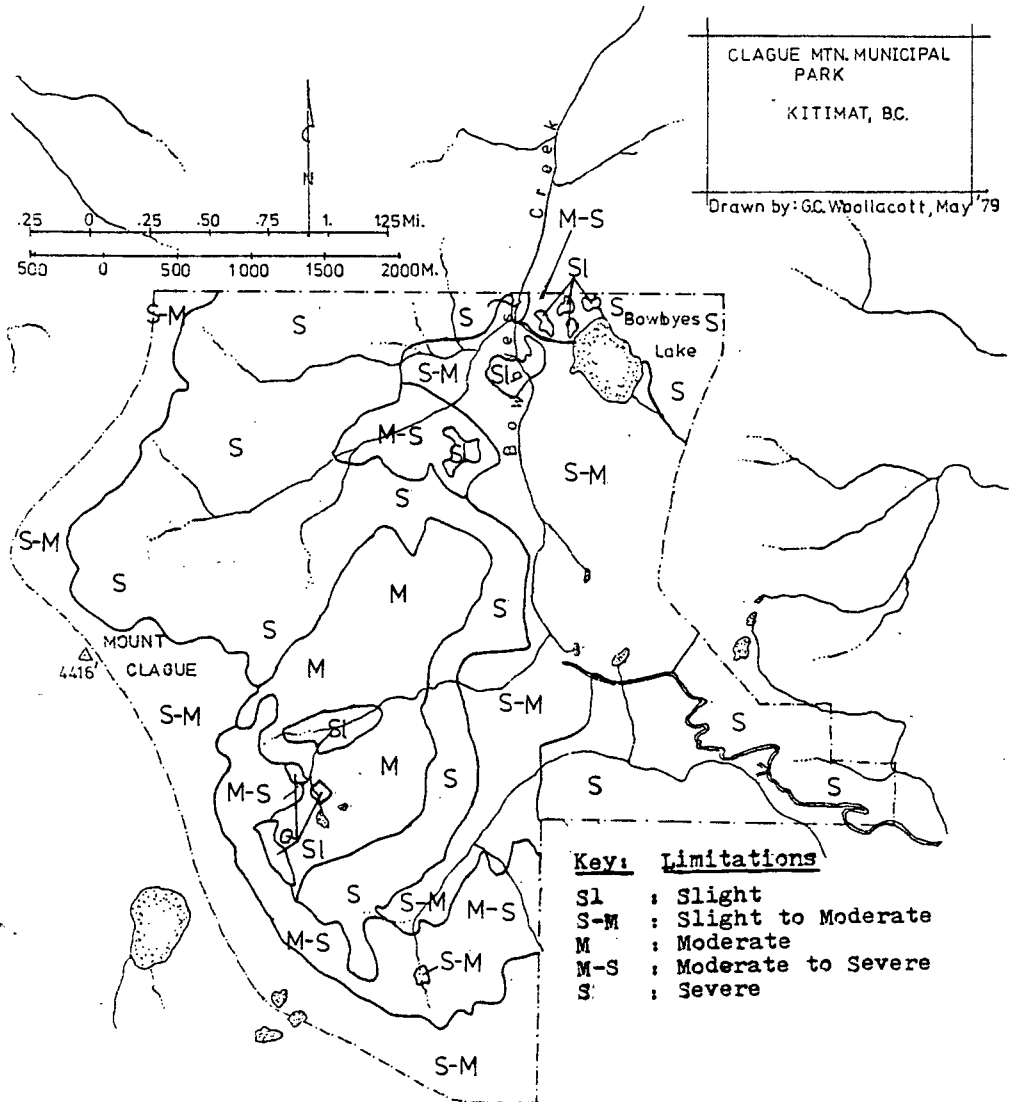 CLAGUE MTN. MUNICIPAL
PARK
KITIMAT, B.C.
Drawn by: G.C. Woollacott, May '79
N
.25 0 .25 .50 .75 1. 1.25 Mi.
500 0 500 1000 1500 2000M.
Bowbyes Creek
M-S
Sl
S-M
S
S
S
Bowbyes
S
Lake
S-M
Sl
S
M-S
Sl
S
S-M
S
S
S-M
S
M
S
S
MOUNT
4416'
CLAGUE
M
S-M
S-M
S
Sl
M-S
M
S
S
S
Sl
S
S-M
M-S
M-S
S-M
S-M
Key: Limitations
Sl : Slight
S-M : Slight to Moderate
M : Moderate
M-S : Moderate to Severe
S : Severe